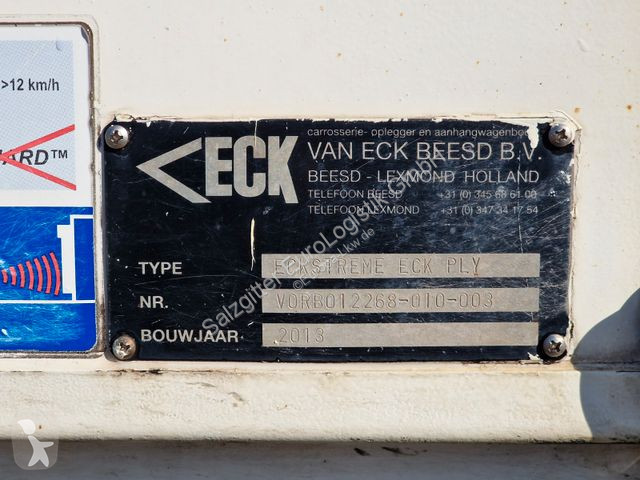 >12 km/h
ARD™
ECK
carrosserie- oplegger en aanhangwagenbouw
VAN ECK BEESD B.V.
BEESD - LEXMOND HOLLAND
TELEFOON BEESD +31 (0) 345 68 61 00
TELEFOON LEXMOND +31 (0) 347 34 17 54
TYPE ECKSTREME ECK PLY
NR. VORBO12268-010-003
BOUWJAAR 2013
Salzgitter EuroLogistik GmbH